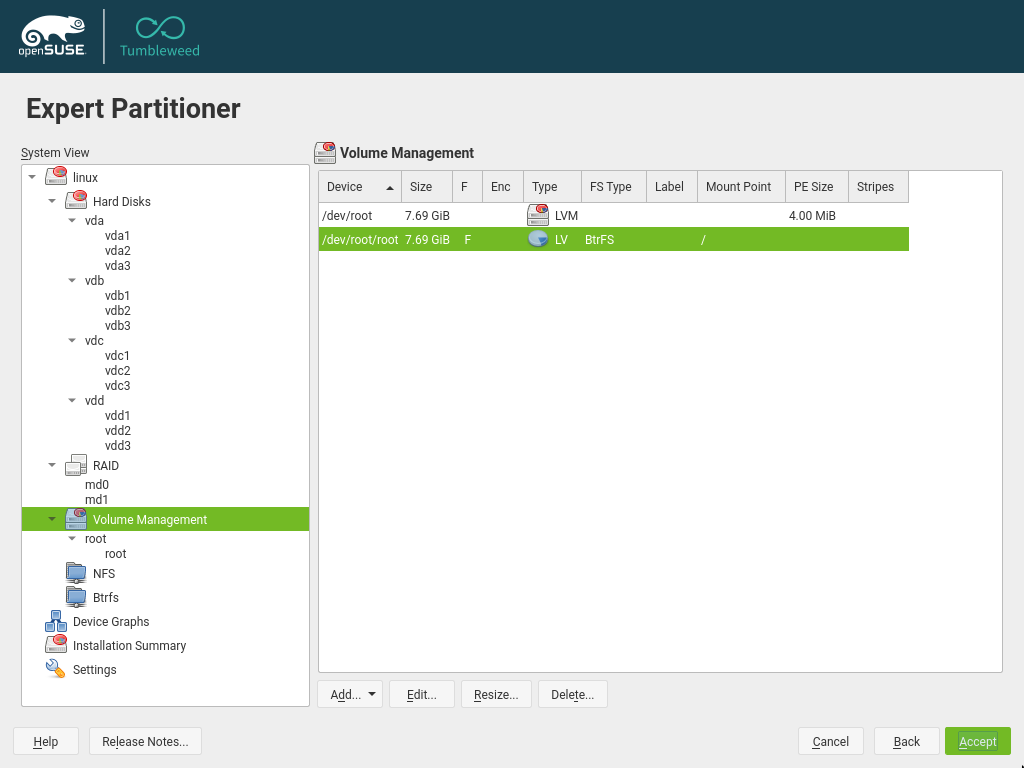 openSUSE.
Tumbleweed
Expert Partitioner
System View
linux
Hard Disks
vda
vda1
vda2
vda3
vdb
vdb1
vdb2
vdb3
vdc
vdc1
vdc2
vdc3
vdd
vdd1
vdd2
vdd3
RAID
md0
md1
Volume Management
root
root
NFS
Btrfs
Device Graphs
Installation Summary
Settings
Volume Management
Device Size F Enc Type FS Type Label Mount Point PE Size Stripes
/dev/root 7.69 GiB LVM 4.00 MiB
/dev/root/root 7.69 GiB F LV BtrFS /
Add... Edit... Resize... Delete...
Help Release Notes... Cancel Back Accept